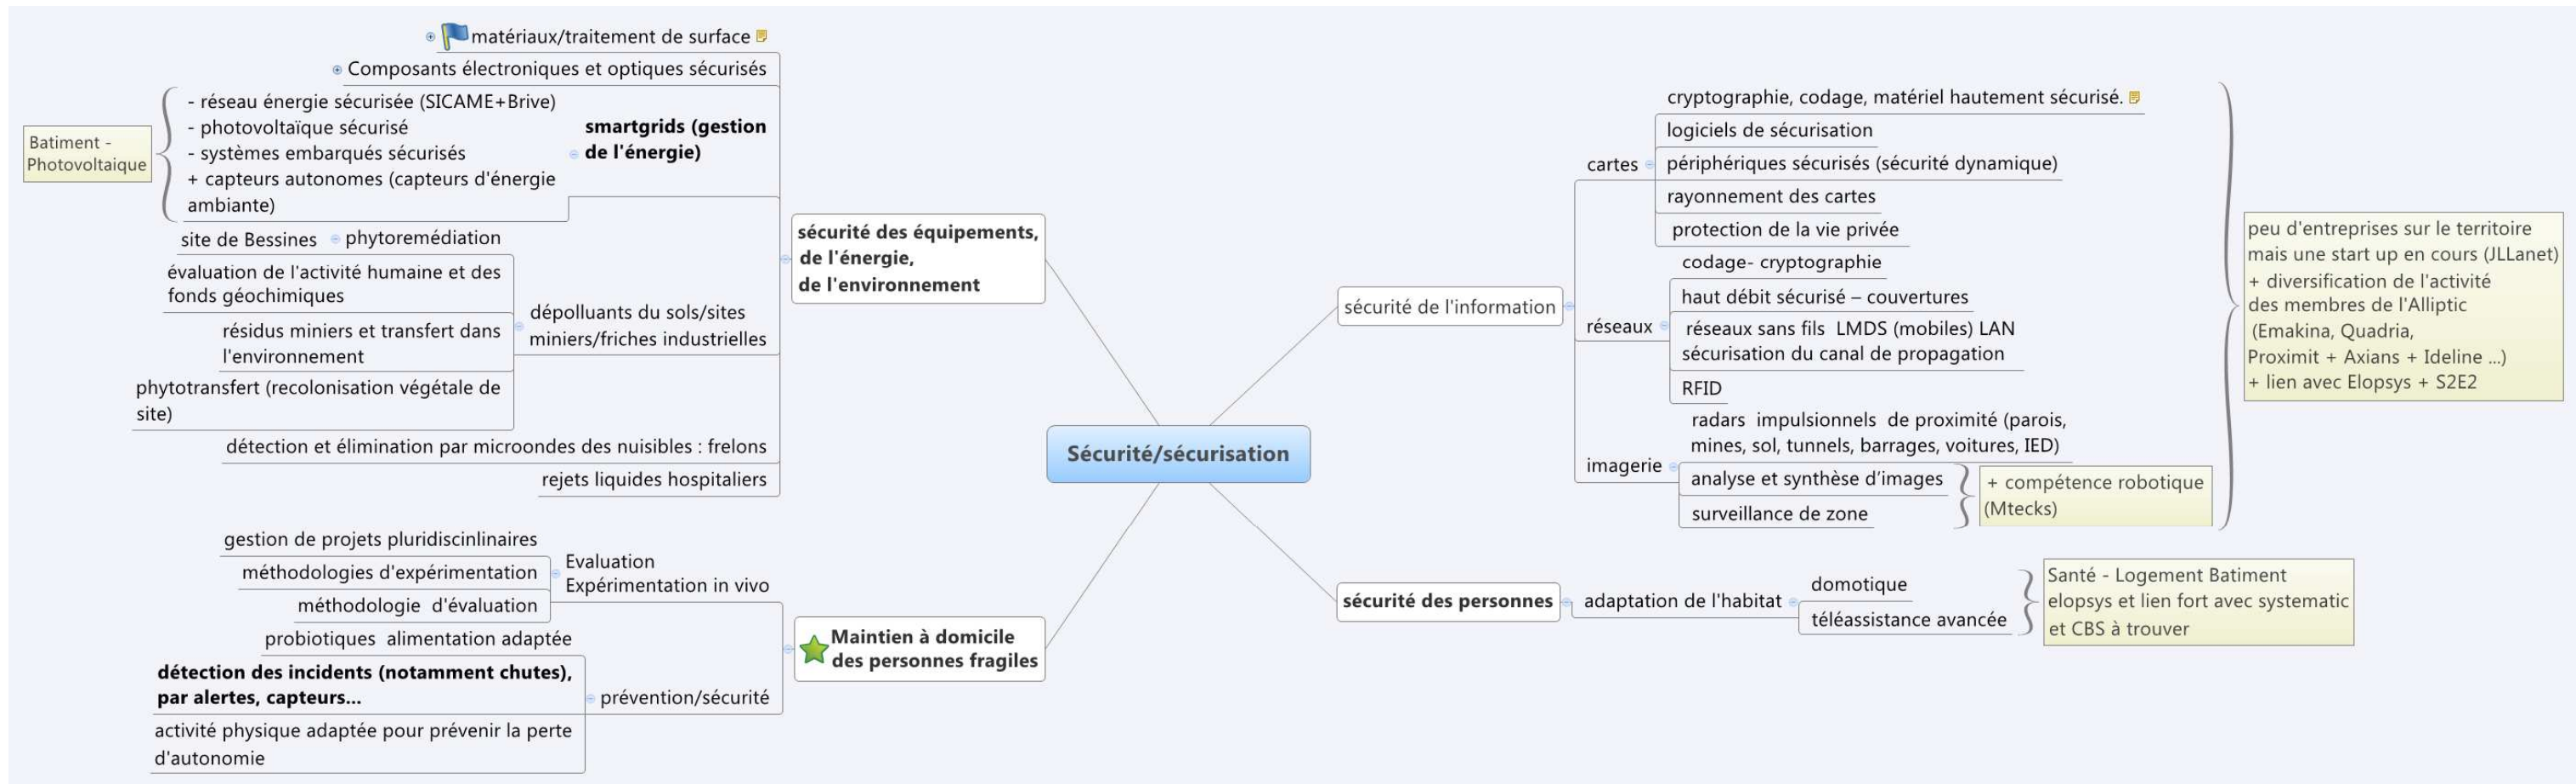 matériaux/traitement de surface
Composants électroniques et optiques sécurisés
Batiment -
Photovoltaique
- réseau énergie sécurisée (SICAME+Brive)
- photovoltaïque sécurisé
- systèmes embarqués sécurisés
+ capteurs autonomes (capteurs d'énergie
ambiante)
smartgrids (gestion
de l'énergie)
site de Bessines
phytoremédiation
évaluation de l'activité humaine et des
fonds géochimiques
résidus miniers et transfert dans
l'environnement
phytotransfert (recolonisation végétale de
site)
dépolluants du sols/sites
miniers/friches industrielles
détection et élimination par microondes des nuisibles : frelons
rejets liquides hospitaliers
sécurité des équipements,
de l'énergie,
de l'environnement
gestion de projets pluridiscinlinaires
méthodologies d'expérimentation
méthodologie d'évaluation
Evaluation
Expérimentation in vivo
probiotiques alimentation adaptée
détection des incidents (notamment chutes),
par alertes, capteurs...
activité physique adaptée pour prévenir la perte
d'autonomie
prévention/sécurité
Maintien à domicile
des personnes fragiles
Sécurité/sécurisation
sécurité de l'information
cartes
cryptographie, codage, matériel hautement sécurisé.
logiciels de sécurisation
périphériques sécurisés (sécurité dynamique)
rayonnement des cartes
protection de la vie privée
réseaux
codage- cryptographie
haut débit sécurisé – couvertures
réseaux sans fils LMDS (mobiles) LAN
sécurisation du canal de propagation
RFID
imagerie
radars impulsionnels de proximité (parois,
mines, sol, tunnels, barrages, voitures, IED)
analyse et synthèse d’images
surveillance de zone
+ compétence robotique
(Mtecks)
peu d'entreprises sur le territoire
mais une start up en cours (JLLanet)
+ diversification de l'activité
des membres de l'Alliptic
(Emakina, Quadria,
Proximit + Axians + Ideline ...)
+ lien avec Elopsys + S2E2
sécurité des personnes
adaptation de l'habitat
domotique
téléassistance avancée
Santé - Logement Batiment
elopsys et lien fort avec systematic
et CBS à trouver